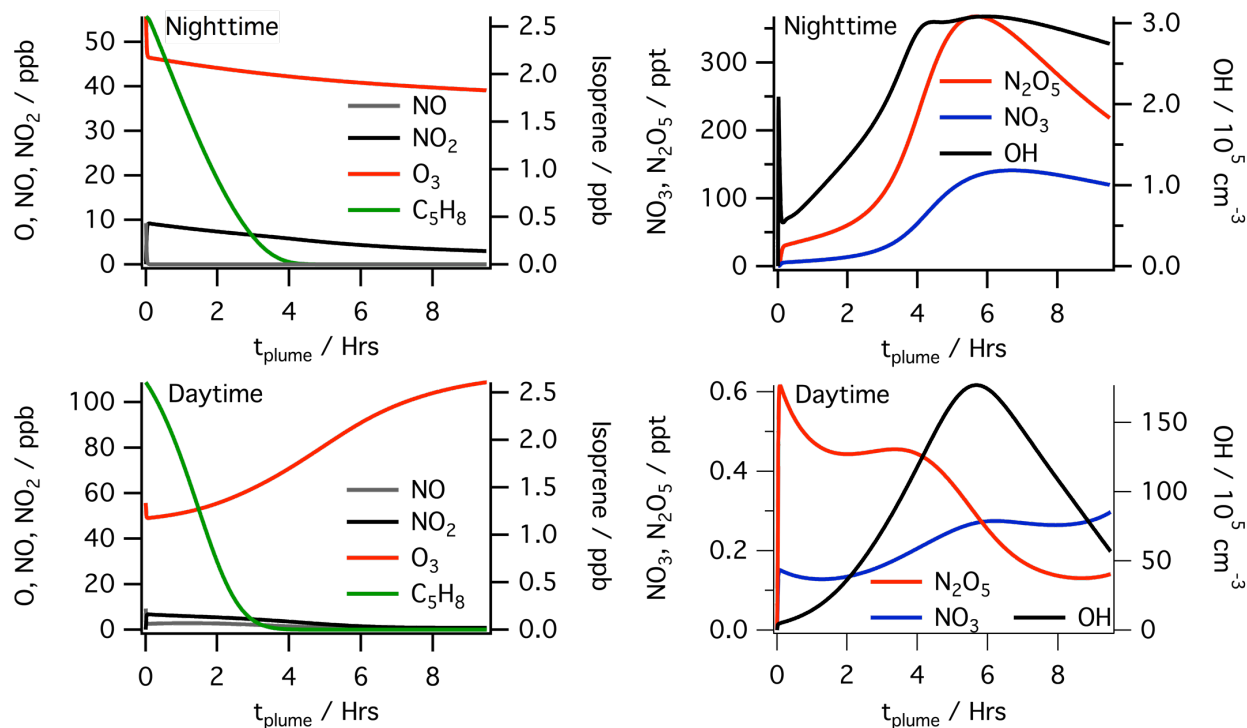 Nighttime
O, NO, NO₂ / ppb
50
40
30
20
10
0
NO
NO₂
O₃
C₅H₈
2.5
2.0
1.5
1.0
0.5
0.0
Isoprene / ppb
0 2 4 6 8
tplume / Hrs
Nighttime
NO₃, N₂O₅ / ppt
300
200
100
0
N₂O₅
NO₃
OH
3.0
2.0
1.0
0.0
OH / 10⁵ cm⁻³
0 2 4 6 8
tplume / Hrs
Daytime
O, NO, NO₂ / ppb
100
80
60
40
20
0
NO
NO₂
O₃
C₅H₈
2.5
2.0
1.5
1.0
0.5
0.0
Isoprene / ppb
0 2 4 6 8
tplume / Hrs
Daytime
NO₃, N₂O₅ / ppt
0.6
0.4
0.2
0.0
N₂O₅
NO₃ OH
150
100
50
0
OH / 10⁵ cm⁻³
0 2 4 6 8
tplume / Hrs